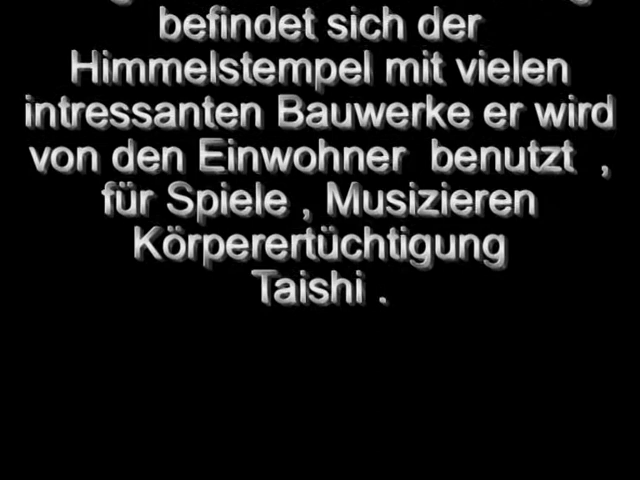 befindet sich der
Himmelstempel mit vielen
intressanten Bauwerke er wird
von den Einwohner benutzt ,
für Spiele , Musizieren
Körperertüchtigung
Taishi .